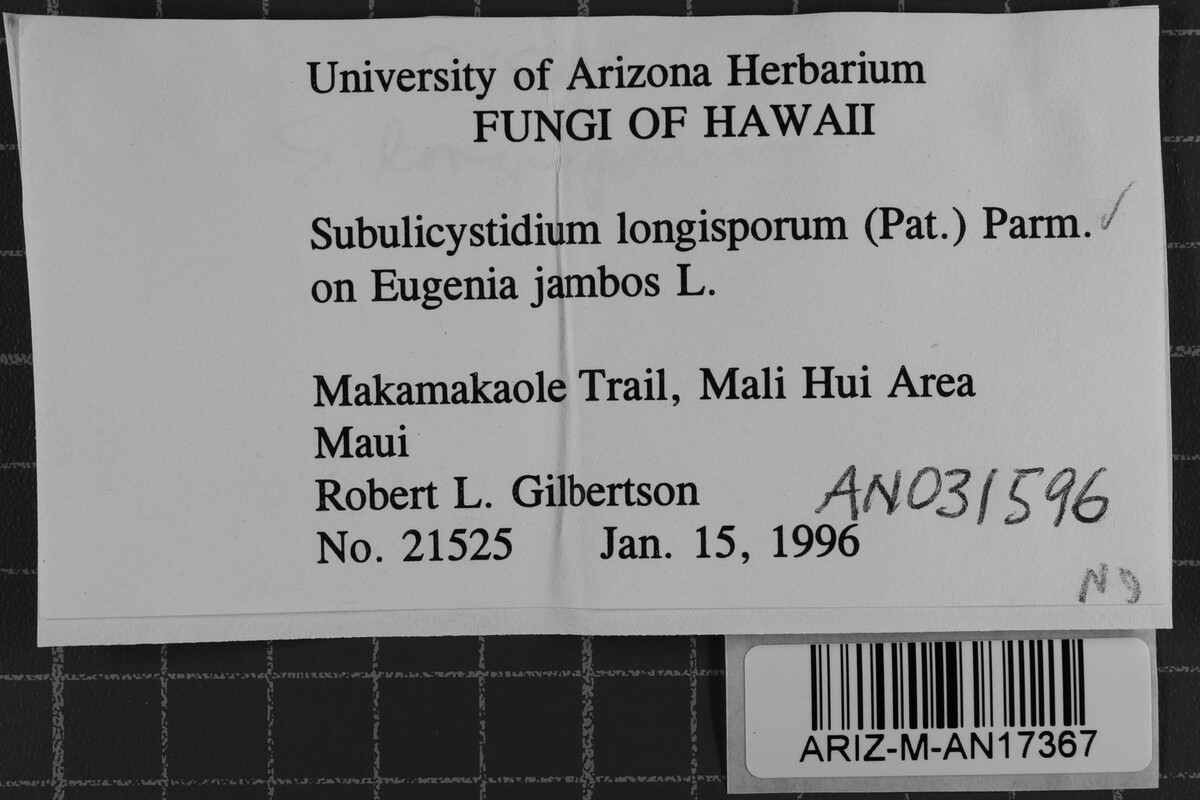 University of Arizona Herbarium
FUNGI OF HAWAII
Subulicystidium longisporum (Pat.) Parm. ✓
on Eugenia jambos L.
Makamakaole Trail, Mali Hui Area
Maui
Robert L. Gilbertson
AN031596
No. 21525 Jan. 15, 1996
ARIZ-M-AN17367